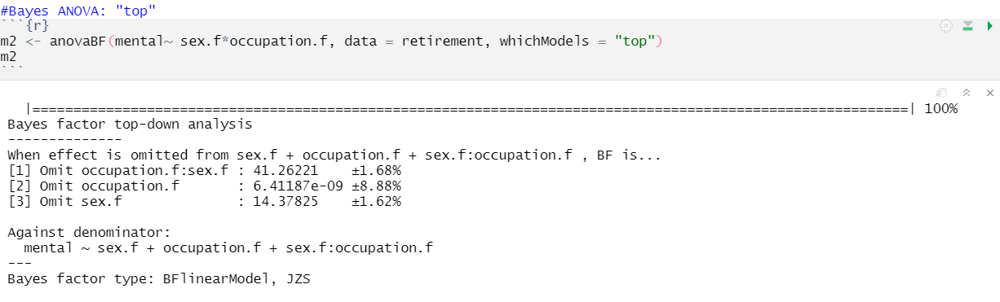 #Bayes ANOVA: "top"
```{r}
m2 <- anovaBF(mental~ sex.f*occupation.f, data = retirement, whichModels = "top")
m2
```
|==========================================================================================================| 100%
Bayes factor top-down analysis
--------------
When effect is omitted from sex.f + occupation.f + sex.f:occupation.f , BF is...
[1] Omit occupation.f:sex.f : 41.26221    ±1.68%
[2] Omit occupation.f       : 6.41187e-09 ±8.88%
[3] Omit sex.f              : 14.37825    ±1.62%
Against denominator:
  mental ~ sex.f + occupation.f + sex.f:occupation.f
---
Bayes factor type: BFlinearModel, JZS